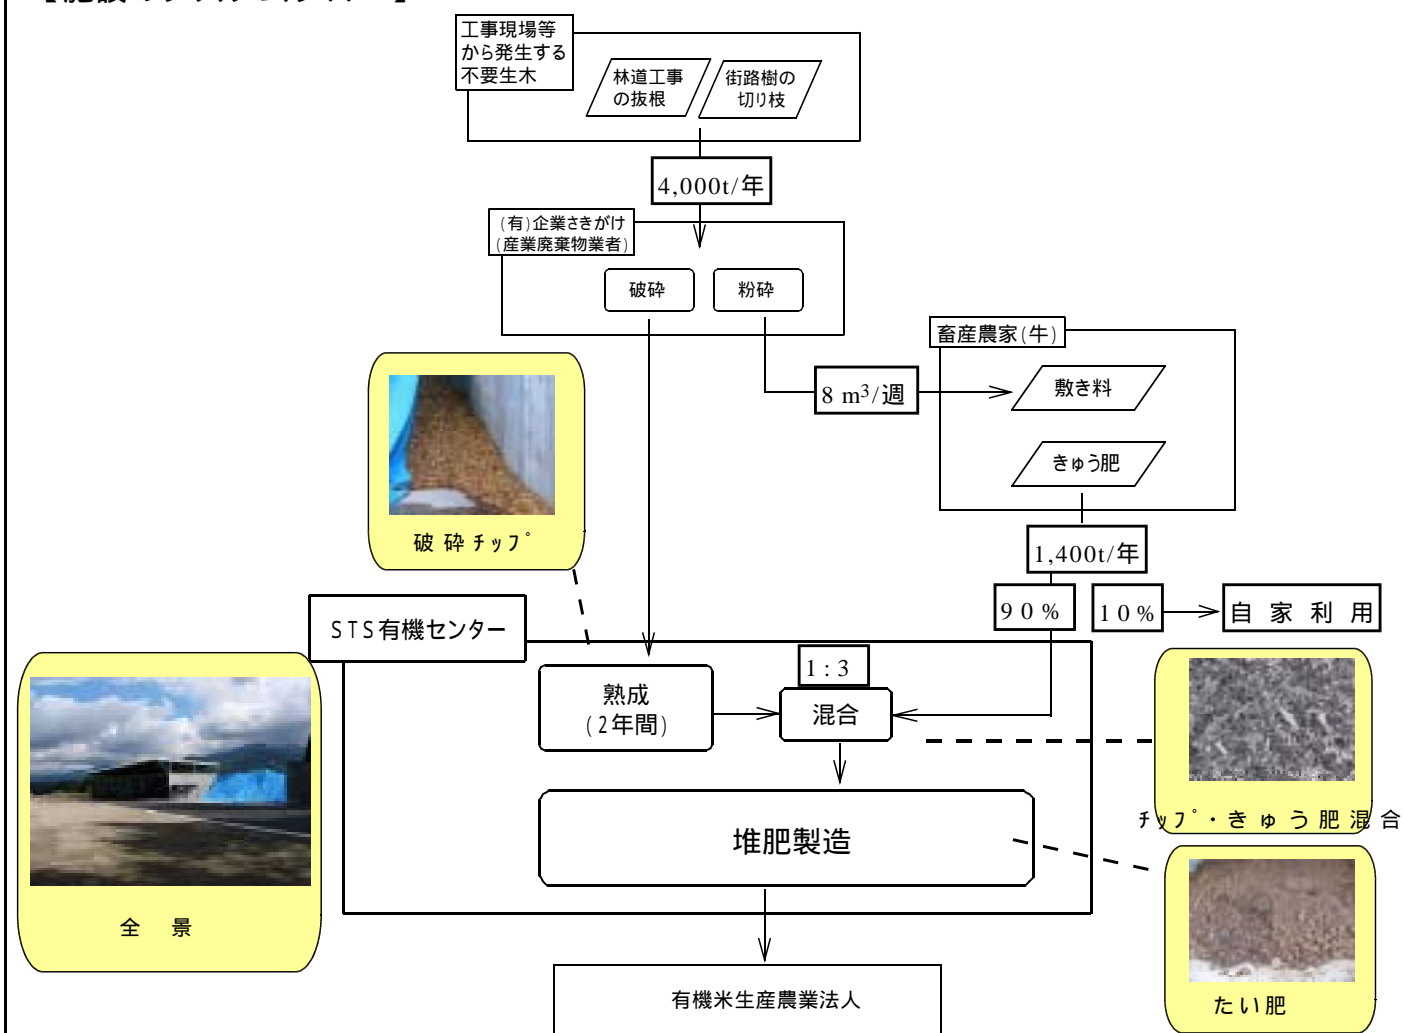 工事現場等
から発生する
不要生木
林道工事
の抜根
街路樹の
切り枝
4,000t/年
(有)企業さきがけ
(産業廃棄物業者)
破砕
粉砕
畜産農家(牛)
8 m³/週
敷き料
きゅう肥
破砕チップ
1,400t/年
90%
10%
自家利用
STS有機センター
1:3
熟成
(2年間)
混合
チップ・きゅう肥混合
堆肥製造
全景
たい肥
有機米生産農業法人